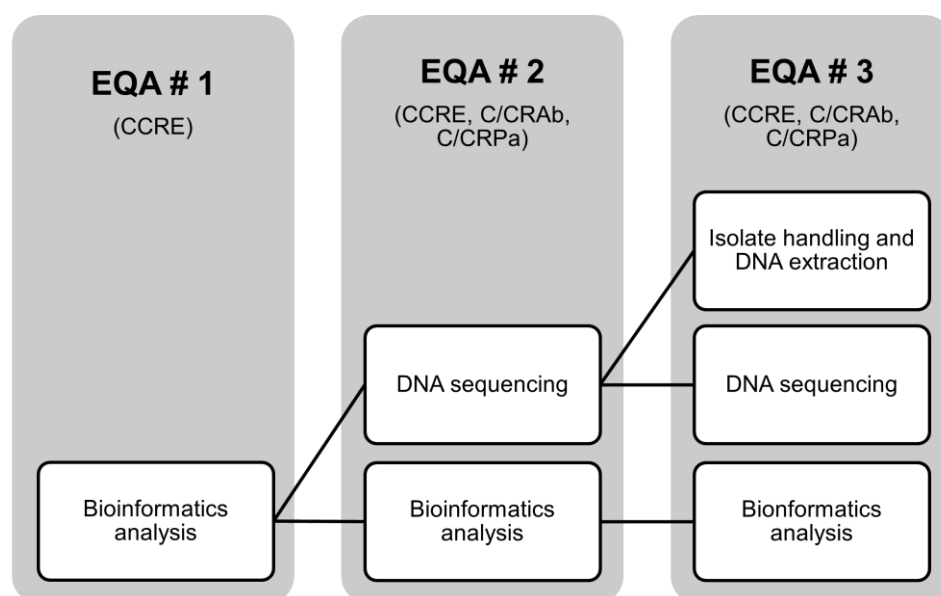 EQA # 1
(CCRE)
Bioinformatics
analysis
EQA # 2
(CCRE, C/CRAb,
C/CRPa)
DNA sequencing
Bioinformatics
analysis
EQA # 3
(CCRE, C/CRAb,
C/CRPa)
Isolate handling and
DNA extraction
DNA sequencing
Bionformatics
analysis